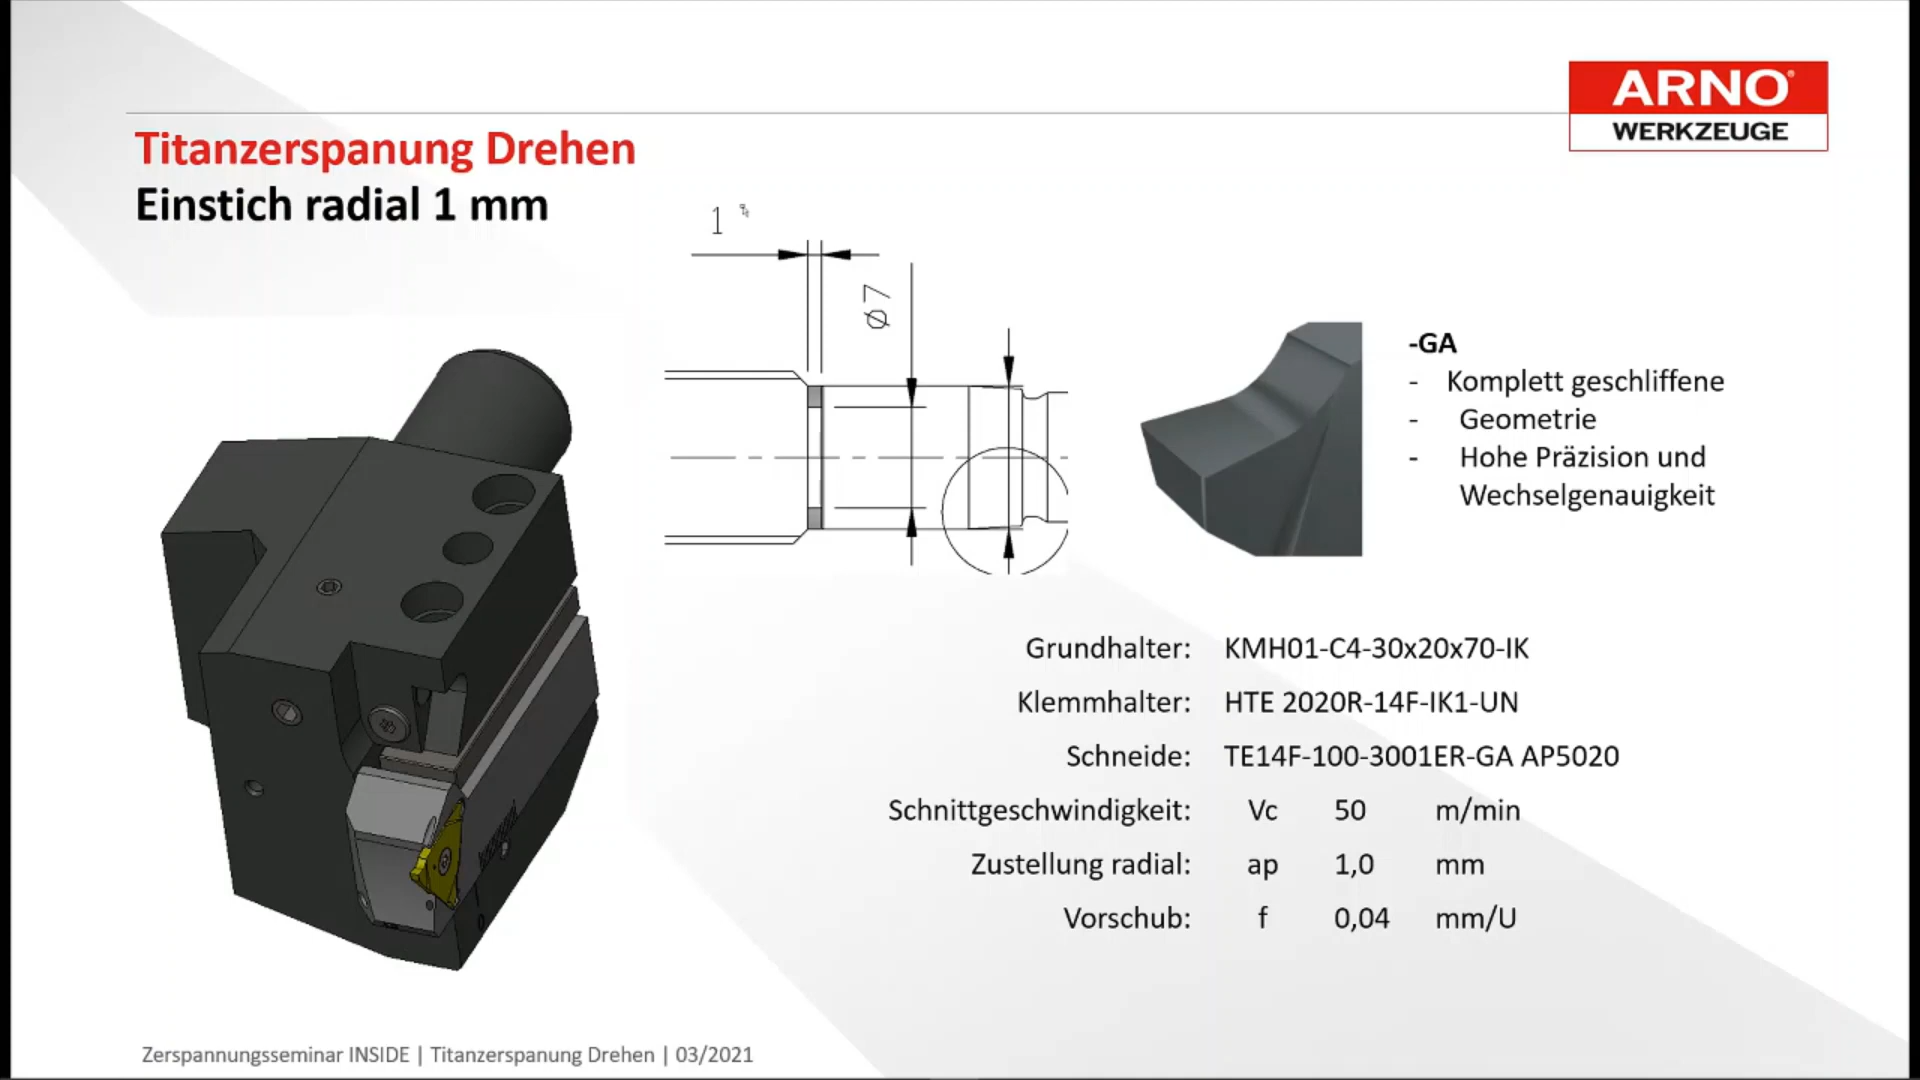 ARNO®
WERKZEUGE
Titanzerspanung Drehen
Einstich radial 1 mm
1
Ø7
-GA
- Komplett geschliffene
- Geometrie
- Hohe Präzision und
Wechselgenauigkeit
Grundhalter: KMH01-C4-30x20x70-IK
Klemmhalter: HTE 2020R-14F-IK1-UN
Schneide: TE14F-100-3001ER-GA AP5020
Schnittgeschwindigkeit: Vc 50 m/min
Zustellung radial: ap 1,0 mm
Vorschub: f 0,04 mm/U
Zerspannungsseminar INSIDE | Titanzerspanung Drehen | 03/2021